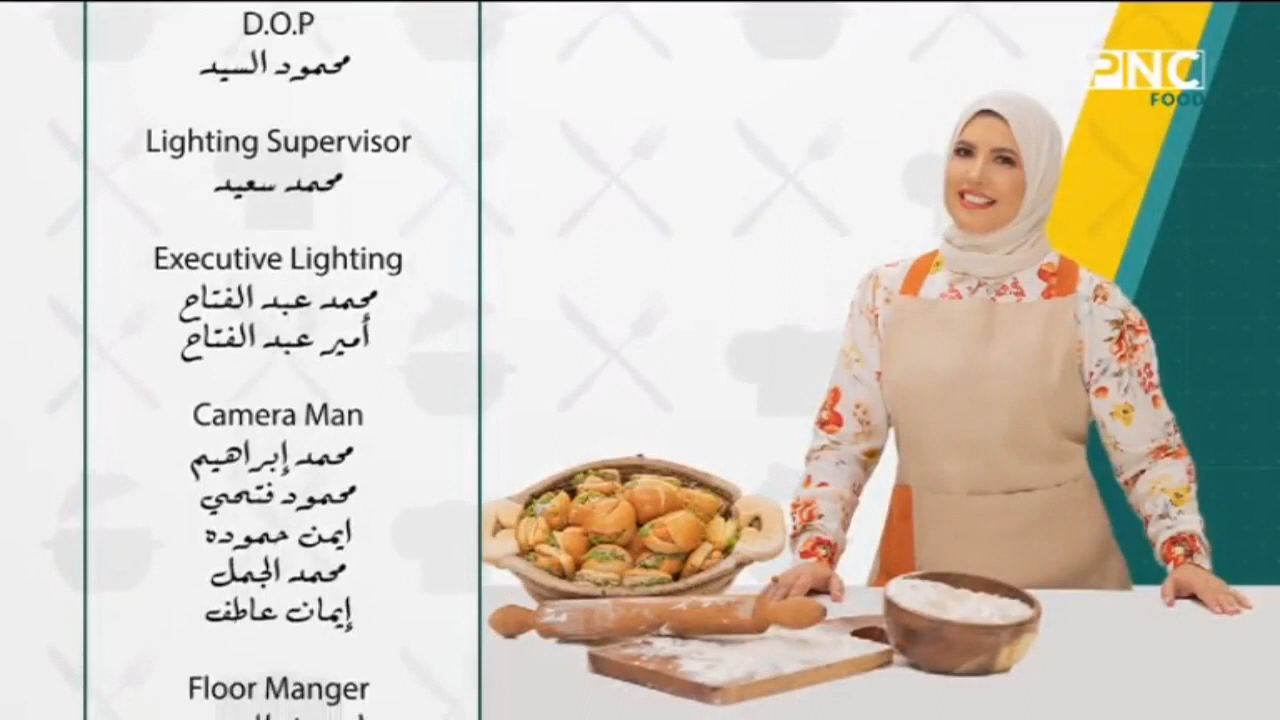 D.O.P
محمود السيد
Lighting Supervisor
محمد سعيد
Executive Lighting
محمد عبد الفتاح
أمير عبد الفتاح
Camera Man
محمد إبراهيم
محمود فتحي
ايمن حموده
محمد الجمل
إيمان عاطف
Floor Manger
PNC
FOOD